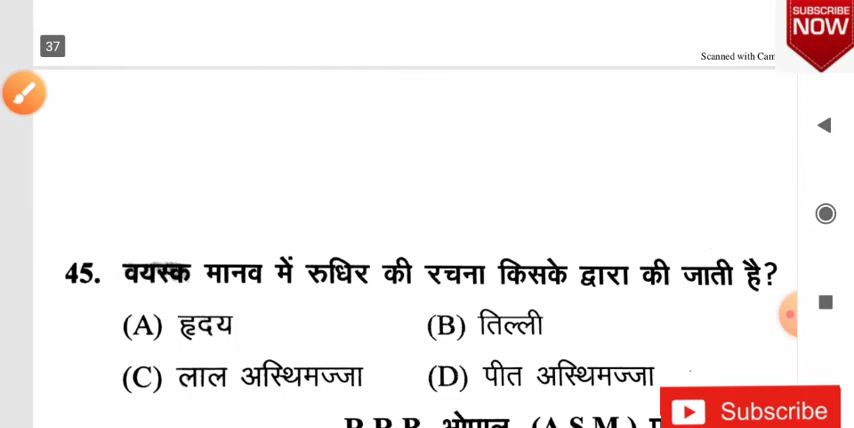 SUBSCRIBE
NOW
37
Scanned with Cam
45. वयस्क मानव में रुधिर की रचना किसके द्वारा की जाती है?
(A) हृदय (B) तिल्ली
(C) लाल अस्थिमज्जा (D) पीत अस्थिमज्जा
Subscribe